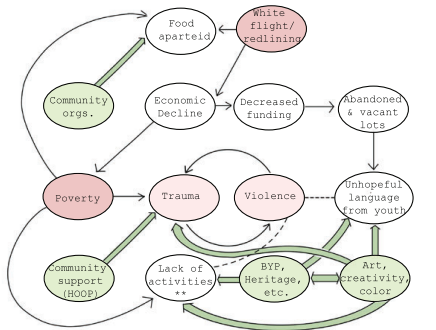 Food
aparteid
White
flight/
redlining
Community
orgs.
Economic
Decline
Decreased
funding
Abandoned
& vacant
lots
Poverty
Trauma
Violence
Unhopeful
language
from youth
Community
support
(HOOP)
Lack of
activities
**
BYP,
Heritage,
etc.
Art,
creativity,
color